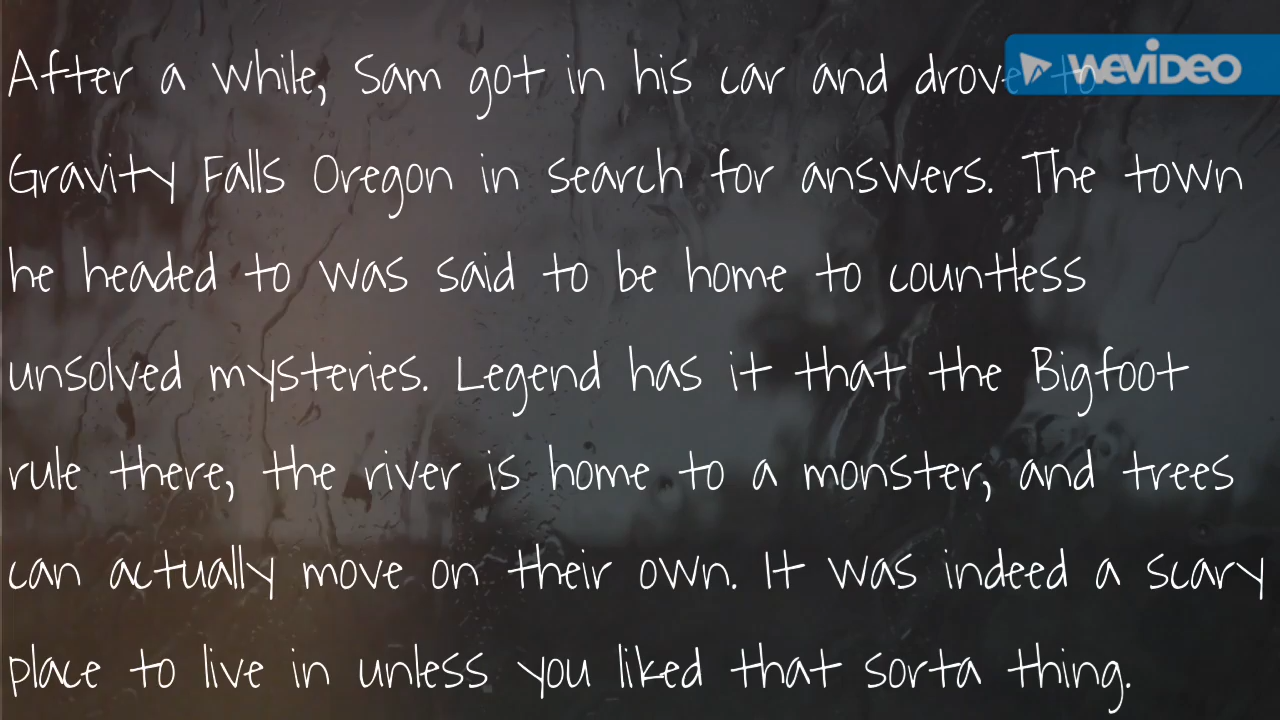 After a while, Sam got in his car and drove to
WEVIDEO
Gravity Falls Oregon in search for answers. The town
he headed to was said to be home to countless
unsolved mysteries. Legend has it that the Bigfoot
rule there, the river is home to a monster, and trees
can actually move on their own. It was indeed a scary
place to live in unless you liked that sorta thing.